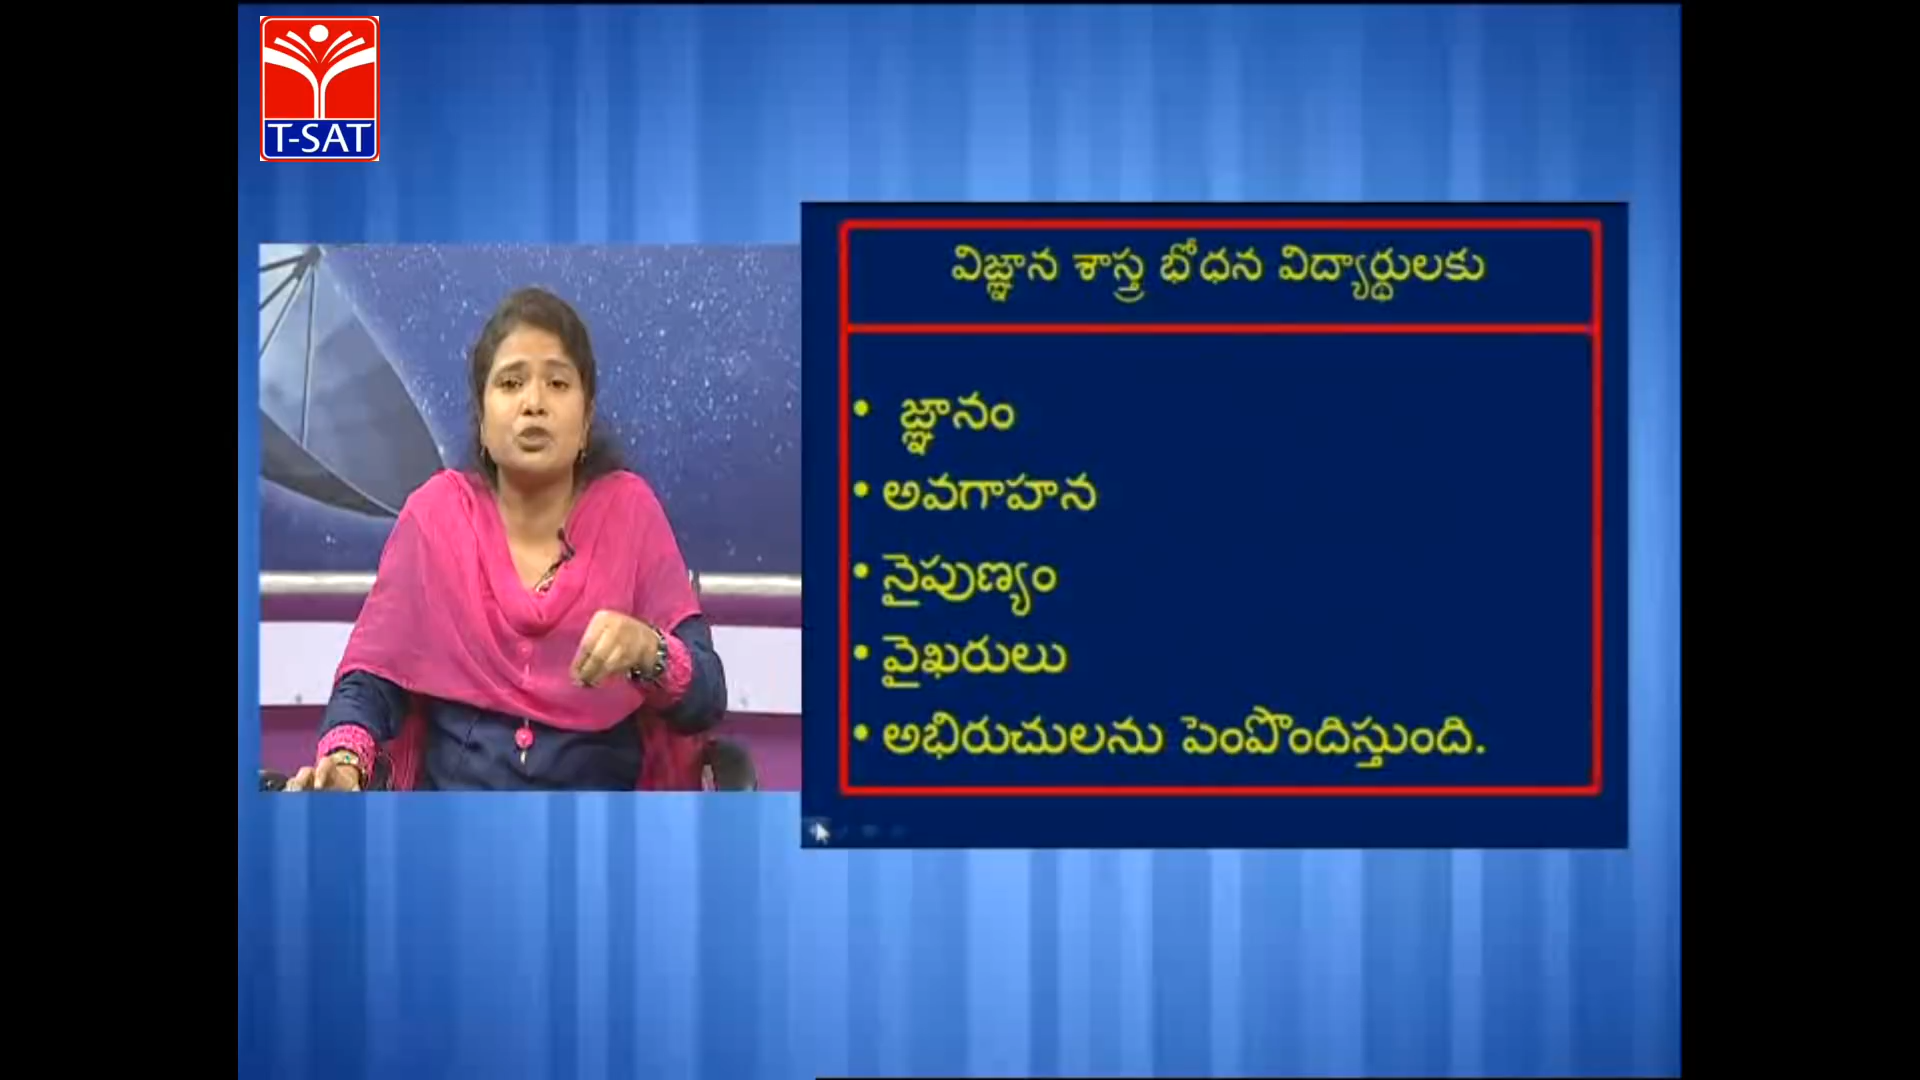 T-SAT
విజ్ఞాన శాస్త్ర భోధన విద్యార్థులకు
• జ్ఞానం
• అవగాహన
• నైపుణ్యం
• వైఖరులు
• అభిరుచులను పెంపొందిస్తుంది.